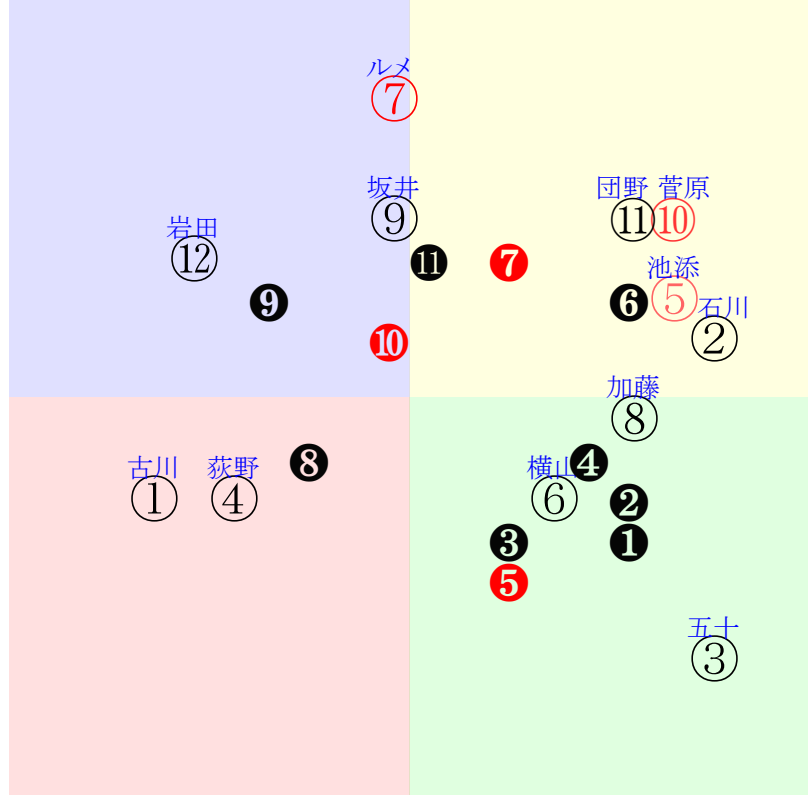 ルメ
⑦
坂井
⑨
団野 菅原
⑪ ⑩
岩田
⑫
⓫ ❼
池添
⑤
❾ ❻
石川
②
❿
加藤
⑧
古川 荻野 ❽ 横山 ❹
① ④ ⑥ ❷
❸ ❶
❺
五十
③